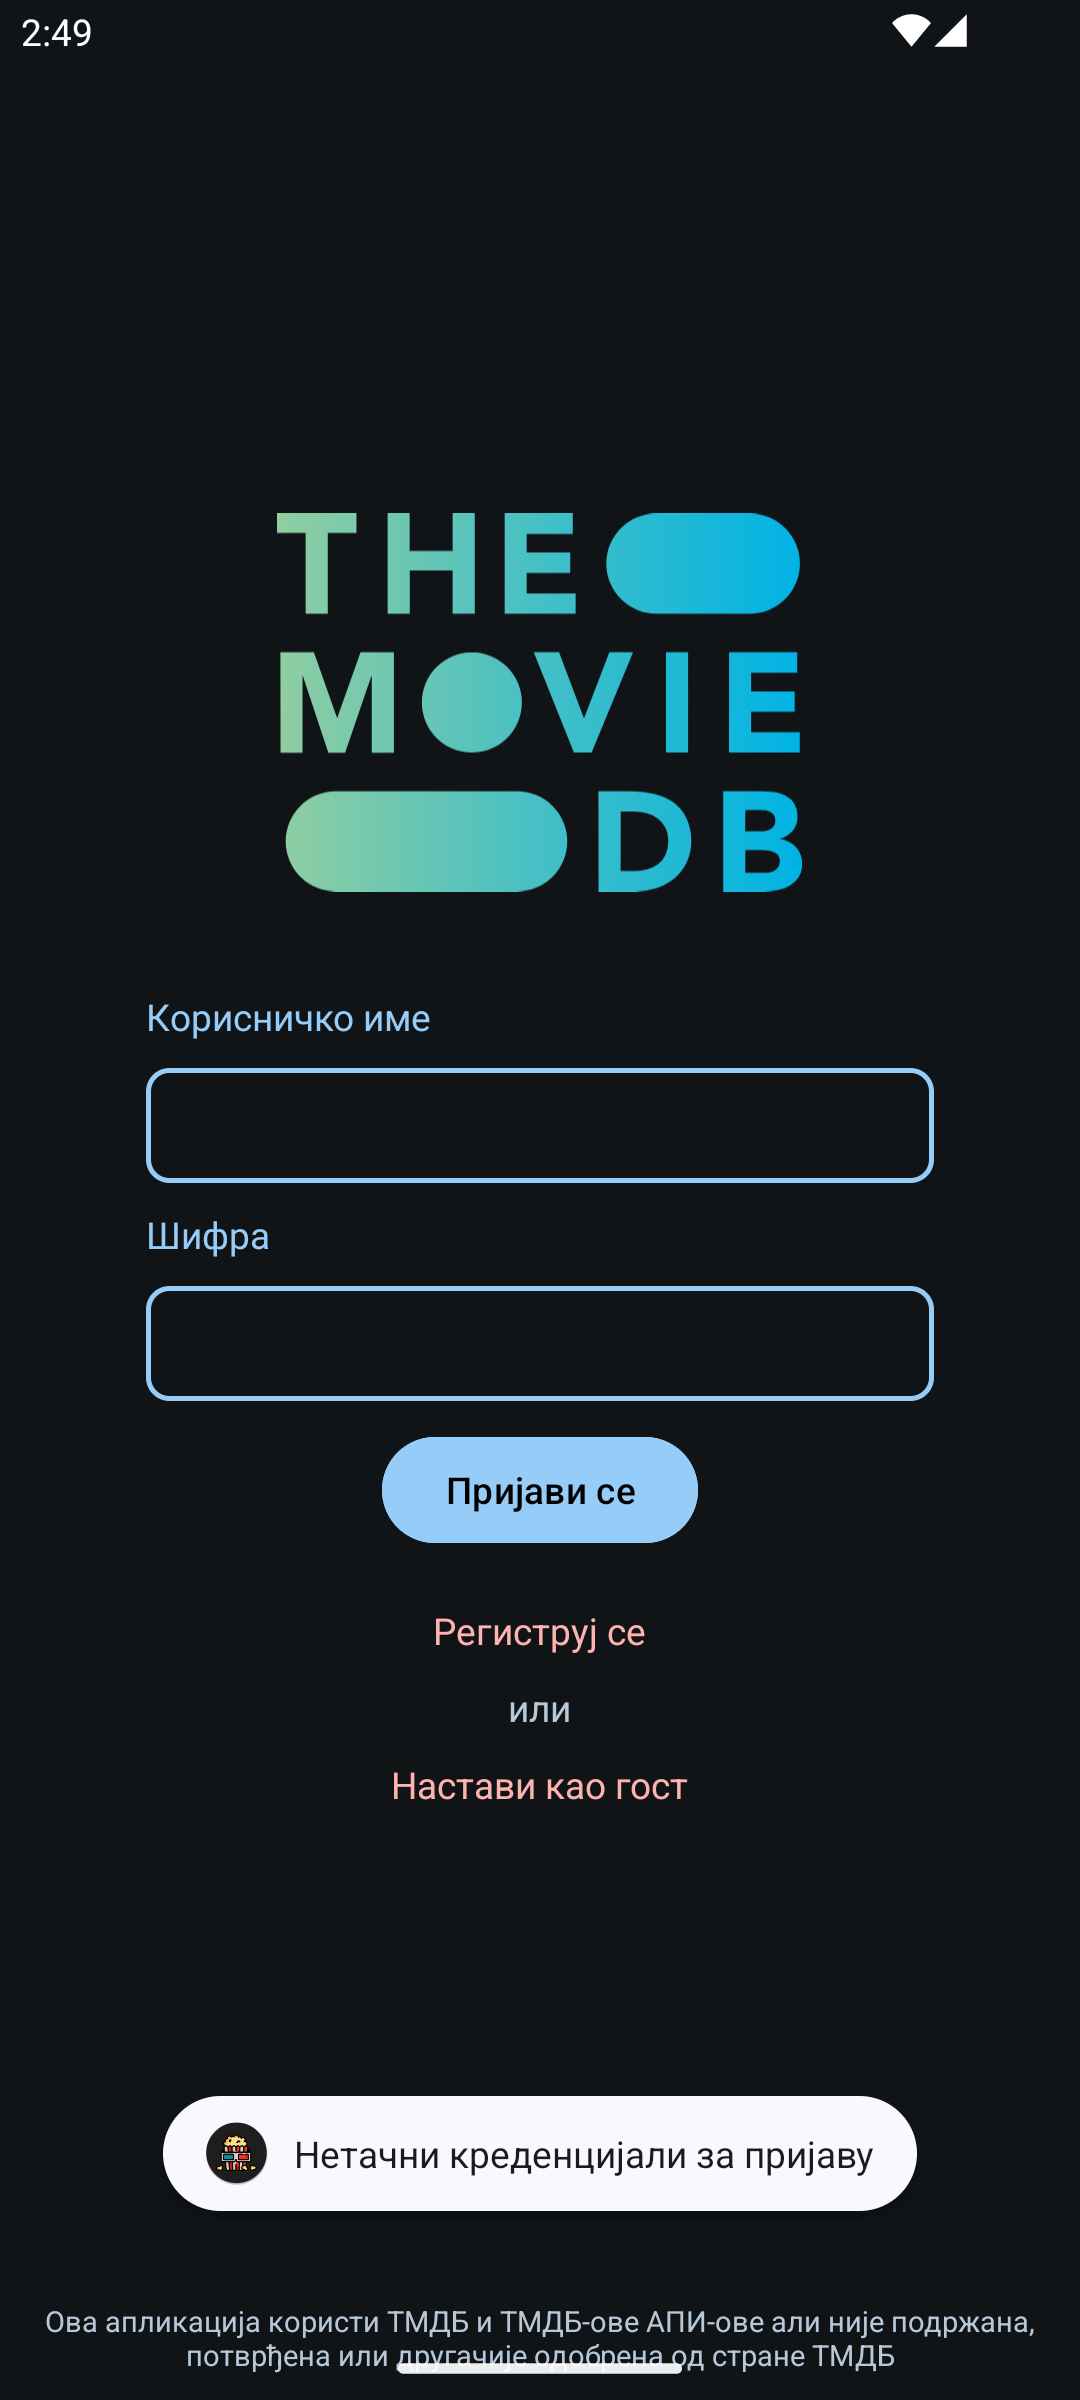 2:49
THE
MOVIE
DB
Корисничко име
Шифра
Пријави се
Региструј се
или
Настави као гост
Нетачни креденцијали за пријаву
Ова апликација користи ТМДБ и ТМДБ-ове АПИ-ове али није подржана,
потврђена или другачије одобрена од стране ТМДБ